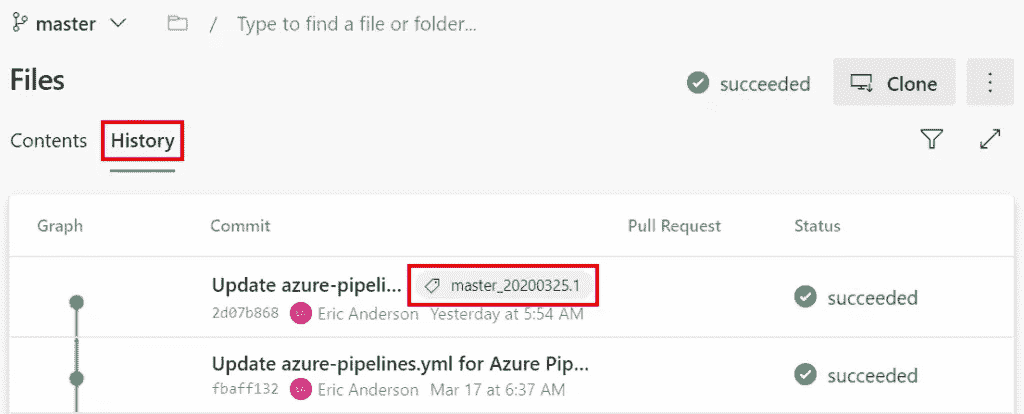 master / Type to find a file or folder...
Files
succeeded Clone
Contents History
Graph Commit Pull Request Status
Update azure-pipeli... master_20200325.1
succeeded
2d07b868 Eric Anderson Yesterday at 5:54 AM
Update azure-pipelines.yml for Azure Pip...
succeeded
fbaff132 Eric Anderson Mar 17 at 6:37 AM